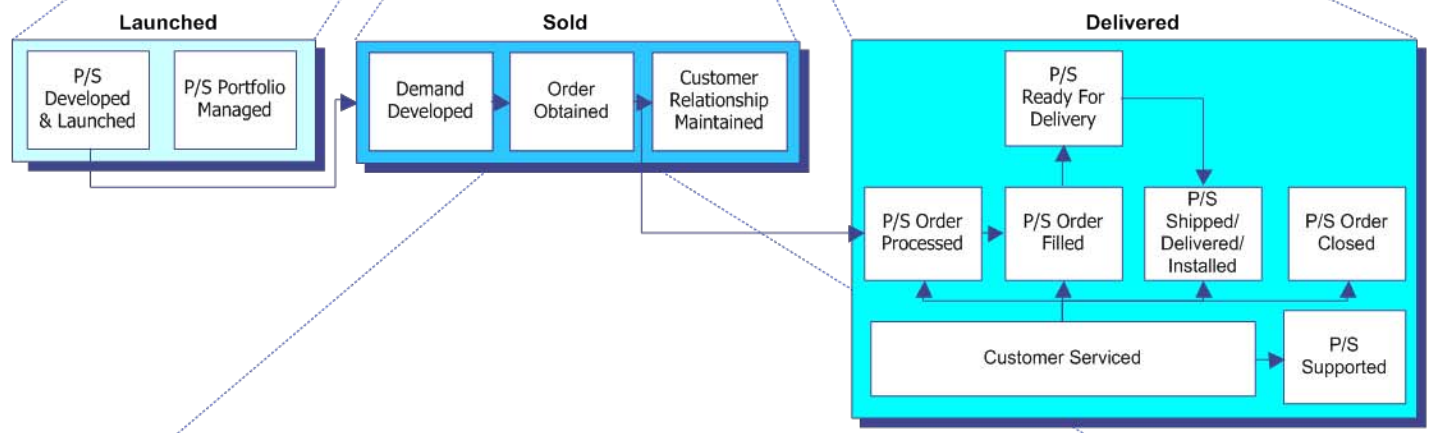 Launched
P/S
Developed
& Launched
P/S Portfolio
Managed
Sold
Demand
Developed
Order
Obtained
Customer
Relationship
Maintained
Delivered
P/S
Ready For
Delivery
P/S Order
Processed
P/S Order
Filled
P/S
Shipped/
Delivered/
Installed
P/S Order
Closed
Customer Serviced
P/S
Supported